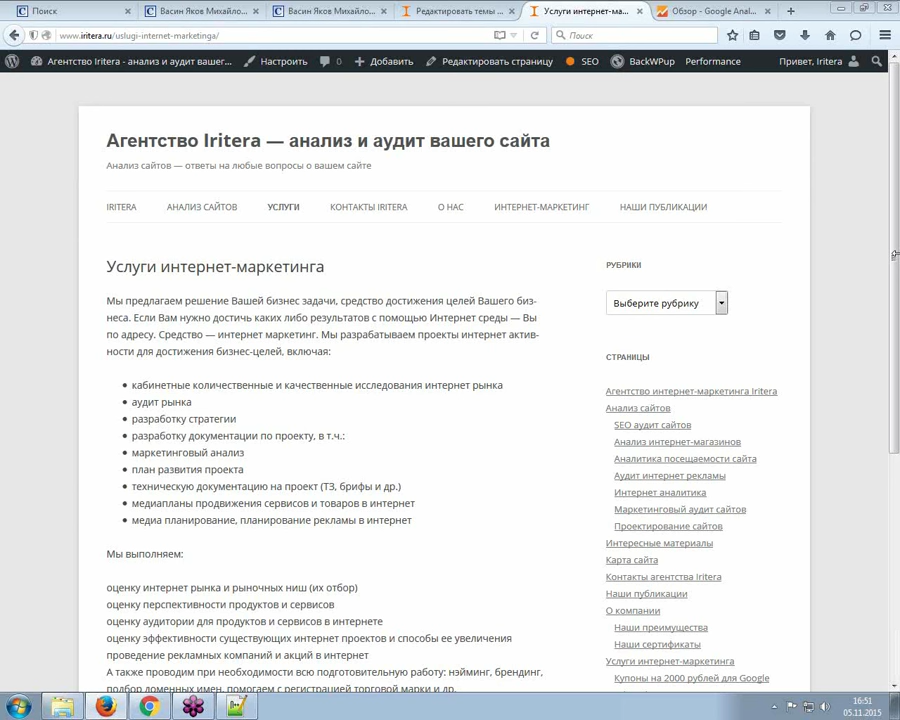 Поиск
Васин Яков Михайло...
Васин Яков Михайло...
Редактировать темы ...
Услуги интернет-ма...
Обзор - Google Anal...
www.iritera.ru/uslugi-internet-marketinga/
Поиск
Агентство Iritera - анализ и аудит вашег...
Настроить
0
Добавить
Редактировать страницу
SEO
BackWPup
Performance
Привет, Iritera
Агентство Iritera — анализ и аудит вашего сайта
Анализ сайтов — ответы на любые вопросы о вашем сайте
IRITERA
АНАЛИЗ САЙТОВ
УСЛУГИ
КОНТАКТЫ IRITERA
О НАС
ИНТЕРНЕТ-МАРКЕТИНГ
НАШИ ПУБЛИКАЦИИ
Услуги интернет-маркетинга
Мы предлагаем решение Вашей бизнес задачи, средство достижения целей Вашего биз-
неса. Если Вам нужно достичь каких либо результатов с помощью Интернет среды — Вы
по адресу. Средство — интернет маркетинг. Мы разрабатываем проекты интернет актив-
ности для достижения бизнес-целей, включая:
кабинетные количественные и качественные исследования интернет рынка
аудит рынка
разработку стратегии
разработку документации по проекту, в т.ч.:
маркетинговый анализ
план развития проекта
техническую документацию на проект (ТЗ, брифы и др.)
медиапланы продвижения сервисов и товаров в интернет
медиа планирование, планирование рекламы в интернет
Мы выполняем:
оценку интернет рынка и рыночных ниш (их отбор)
оценку перспективности продуктов и сервисов
оценку аудитории для продуктов и сервисов в интернете
оценку эффективности существующих интернет проектов и способы ее увеличения
проведение рекламных компаний и акций в интернет
А также проводим при необходимости всю подготовительную работу: нэйминг, брендинг,
подбор доменных имен, помогаем с регистрацией торговой марки и др.
РУБРИКИ
Выберите рубрику
СТРАНИЦЫ
Агентство интернет-маркетинга Iritera
Анализ сайтов
SEO аудит сайтов
Анализ интернет-магазинов
Аналитика посещаемости сайта
Аудит интернет рекламы
Интернет аналитика
Маркетинговый аудит сайтов
Проектирование сайтов
Интересные материалы
Карта сайта
Контакты агентства Iritera
Наши публикации
О компании
Наши преимущества
Наши сертификаты
Услуги интернет-маркетинга
Купоны на 2000 рублей для Google
16:51
05.11.2015